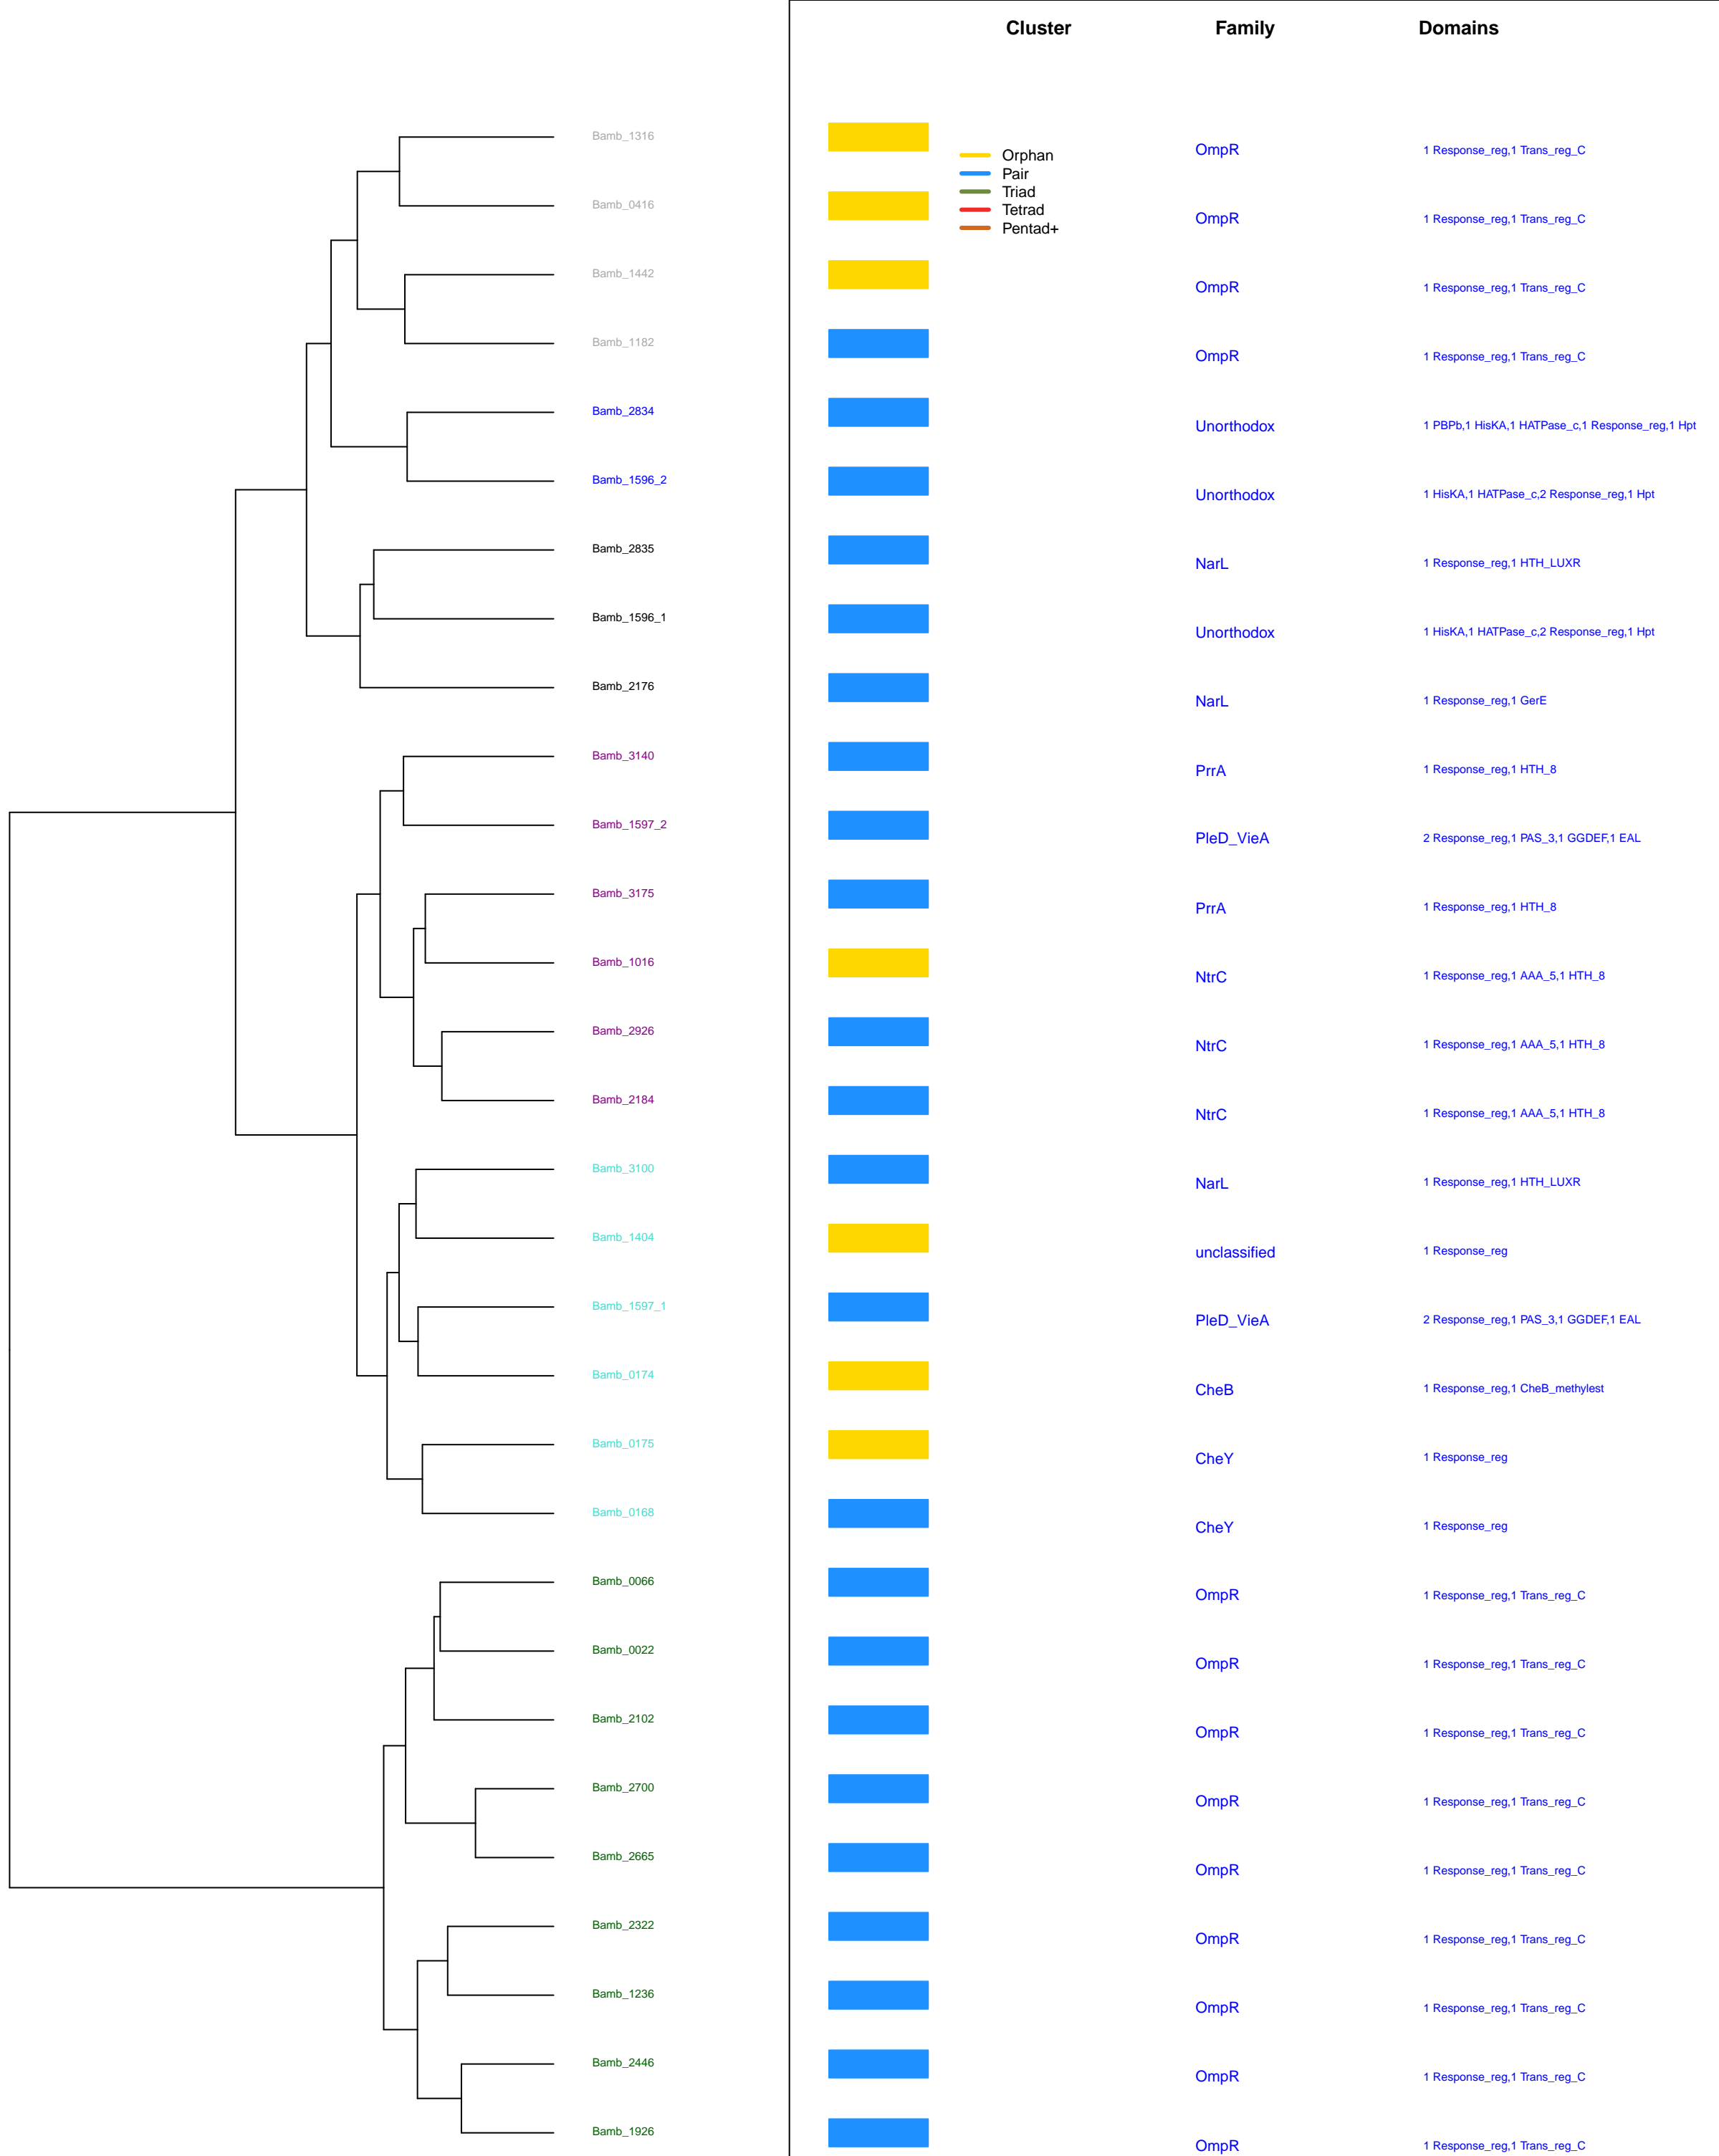 Cluster Family Domains
Bamb_1316 OmpR 1 Response_reg,1 Trans_reg_C
Orphan
Pair
Triad
Tetrad
Pentad+
Bamb_0416 OmpR 1 Response_reg,1 Trans_reg_C
Bamb_1442 OmpR 1 Response_reg,1 Trans_reg_C
Bamb_1182 OmpR 1 Response_reg,1 Trans_reg_C
Bamb_2834 Unorthodox 1 PBPb,1 HisKA,1 HATPase_c,1 Response_reg,1 Hpt
Bamb_1596_2 Unorthodox 1 HisKA,1 HATPase_c,2 Response_reg,1 Hpt
Bamb_2835 NarL 1 Response_reg,1 HTH_LUXR
Bamb_1596_1 Unorthodox 1 HisKA,1 HATPase_c,2 Response_reg,1 Hpt
Bamb_2176 NarL 1 Response_reg,1 GerE
Bamb_3140 PrrA 1 Response_reg,1 HTH_8
Bamb_1597_2 PleD_VieA 2 Response_reg,1 PAS_3,1 GGDEF,1 EAL
Bamb_3175 PrrA 1 Response_reg,1 HTH_8
Bamb_1016 NtrC 1 Response_reg,1 AAA_5,1 HTH_8
Bamb_2926 NtrC 1 Response_reg,1 AAA_5,1 HTH_8
Bamb_2184 NtrC 1 Response_reg,1 AAA_5,1 HTH_8
Bamb_3100 NarL 1 Response_reg,1 HTH_LUXR
Bamb_1404 unclassified 1 Response_reg
Bamb_1597_1 PleD_VieA 2 Response_reg,1 PAS_3,1 GGDEF,1 EAL
Bamb_0174 CheB 1 Response_reg,1 CheB_methylest
Bamb_0175 CheY 1 Response_reg
Bamb_0168 CheY 1 Response_reg
Bamb_0066 OmpR 1 Response_reg,1 Trans_reg_C
Bamb_0022 OmpR 1 Response_reg,1 Trans_reg_C
Bamb_2102 OmpR 1 Response_reg,1 Trans_reg_C
Bamb_2700 OmpR 1 Response_reg,1 Trans_reg_C
Bamb_2665 OmpR 1 Response_reg,1 Trans_reg_C
Bamb_2322 OmpR 1 Response_reg,1 Trans_reg_C
Bamb_1236 OmpR 1 Response_reg,1 Trans_reg_C
Bamb_2446 OmpR 1 Response_reg,1 Trans_reg_C
Bamb_1926 OmpR 1 Response_reg,1 Trans_reg_C